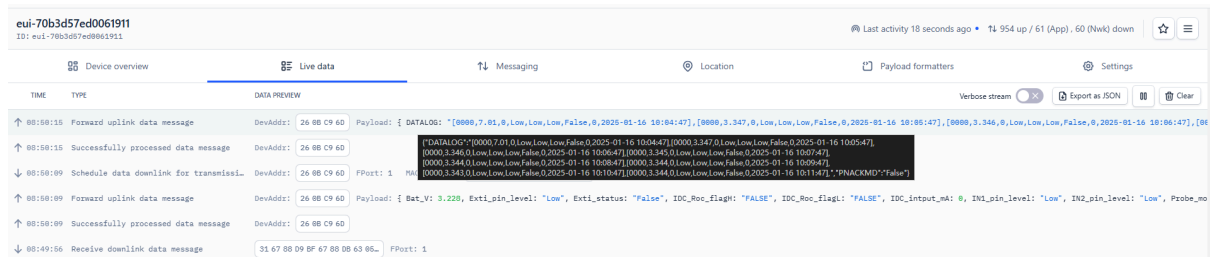 eui-70b3d57ed0061911
ID: eui-70b3d57ed0061911
Last activity 18 seconds ago • 954 up / 61 (App) , 60 (Nwk) down
Device overview Live data Messaging Location Payload formatters Settings
TIME TYPE DATA PREVIEW Verbose stream Export as JSON Clear
08:50:15 Forward uplink data message DevAddr: 26 0B C9 6D Payload: { DATALOG: "[0000,7.01,0,Low,Low,Low,False,0,2025-01-16 10:04:47],[0000,3.347,0,Low,Low,Low,False,0,2025-01-16 10:05:47],[0000,3.346,0,Low,Low,Low,False,0,2025-01-16 10:06:47],[00
08:50:15 Successfully processed data message DevAddr: 26 0B C9 6D
{"DATALOG":"[0000,7.01,0,Low,Low,Low,False,0,2025-01-16 10:04:47],[0000,3.347,0,Low,Low,Low,False,0,2025-01-16 10:05:47],
[0000,3.346,0,Low,Low,Low,False,0,2025-01-16 10:06:47],[0000,3.345,0,Low,Low,Low,False,0,2025-01-16 10:07:47],
[0000,3.344,0,Low,Low,Low,False,0,2025-01-16 10:08:47],[0000,3.344,0,Low,Low,Low,False,0,2025-01-16 10:09:47],
[0000,3.343,0,Low,Low,Low,False,0,2025-01-16 10:10:47],[0000,3.344,0,Low,Low,Low,False,0,2025-01-16 10:11:47],","PNACKMD":"False"}
08:50:09 Schedule data downlink for transmissi… DevAddr: 26 0B C9 6D FPort: 1 MAC
08:50:09 Forward uplink data message DevAddr: 26 0B C9 6D Payload: { Bat_V: 3.228, Exti_pin_level: "Low", Exti_status: "False", IDC_Roc_flagH: "FALSE", IDC_Roc_flagL: "FALSE", IDC_intput_mA: 0, IN1_pin_level: "Low", IN2_pin_level: "Low", Probe_mo
08:50:09 Successfully processed data message DevAddr: 26 0B C9 6D
08:49:56 Receive downlink data message 31 67 88 D9 BF 67 88 DB 63 05… FPort: 1